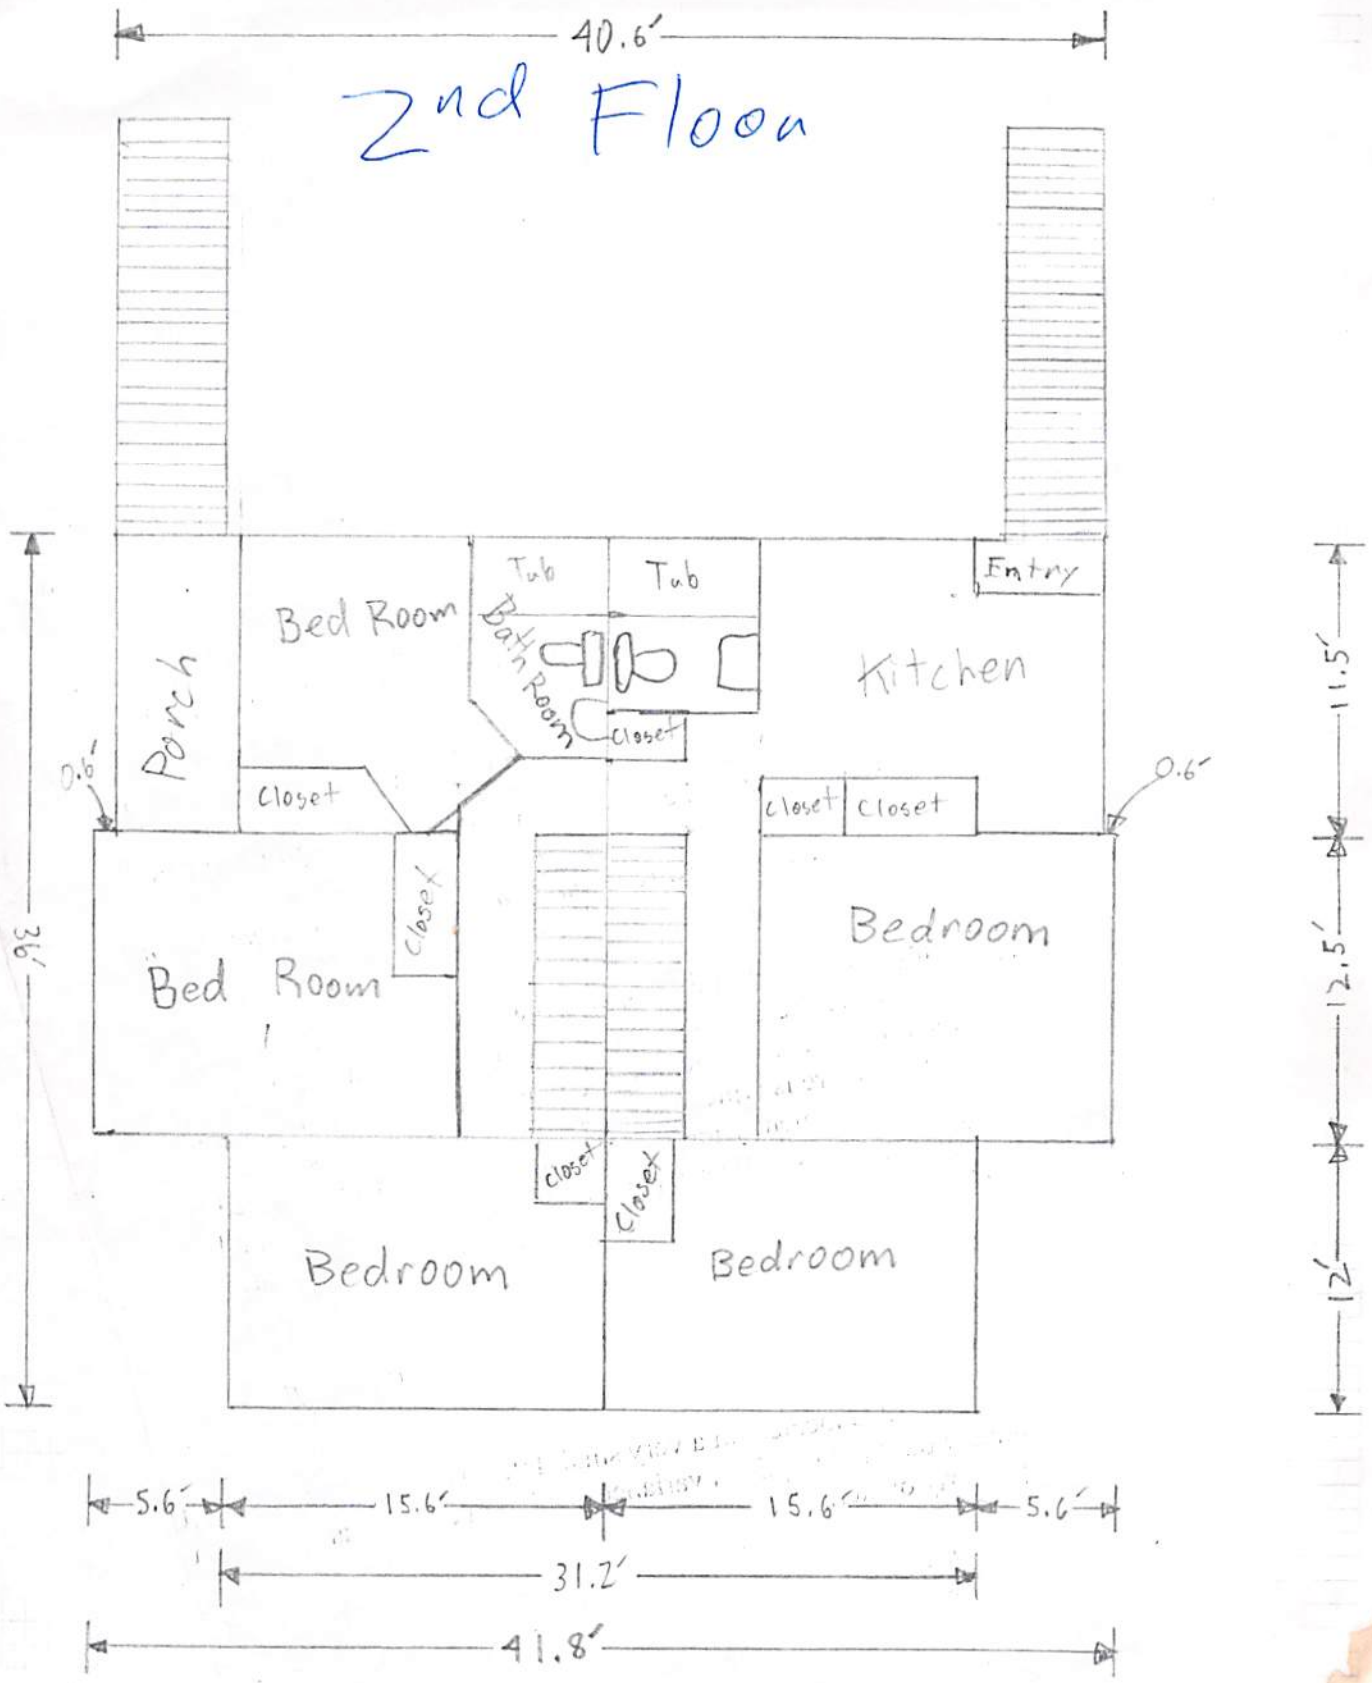 40.6'
2nd Floor
Tub
Tub
Entry
Bed Room
Bath Room
Kitchen
11.5'
Porch
Closet
0.6'
Closet
Closet
Closet
0.6'
Closet
Bedroom
36'
Bed Room
12.5'
Closet
Closet
Bedroom
Bedroom
12'
5.6'
15.6'
15.6'
5.6'
31.2'
41.8'